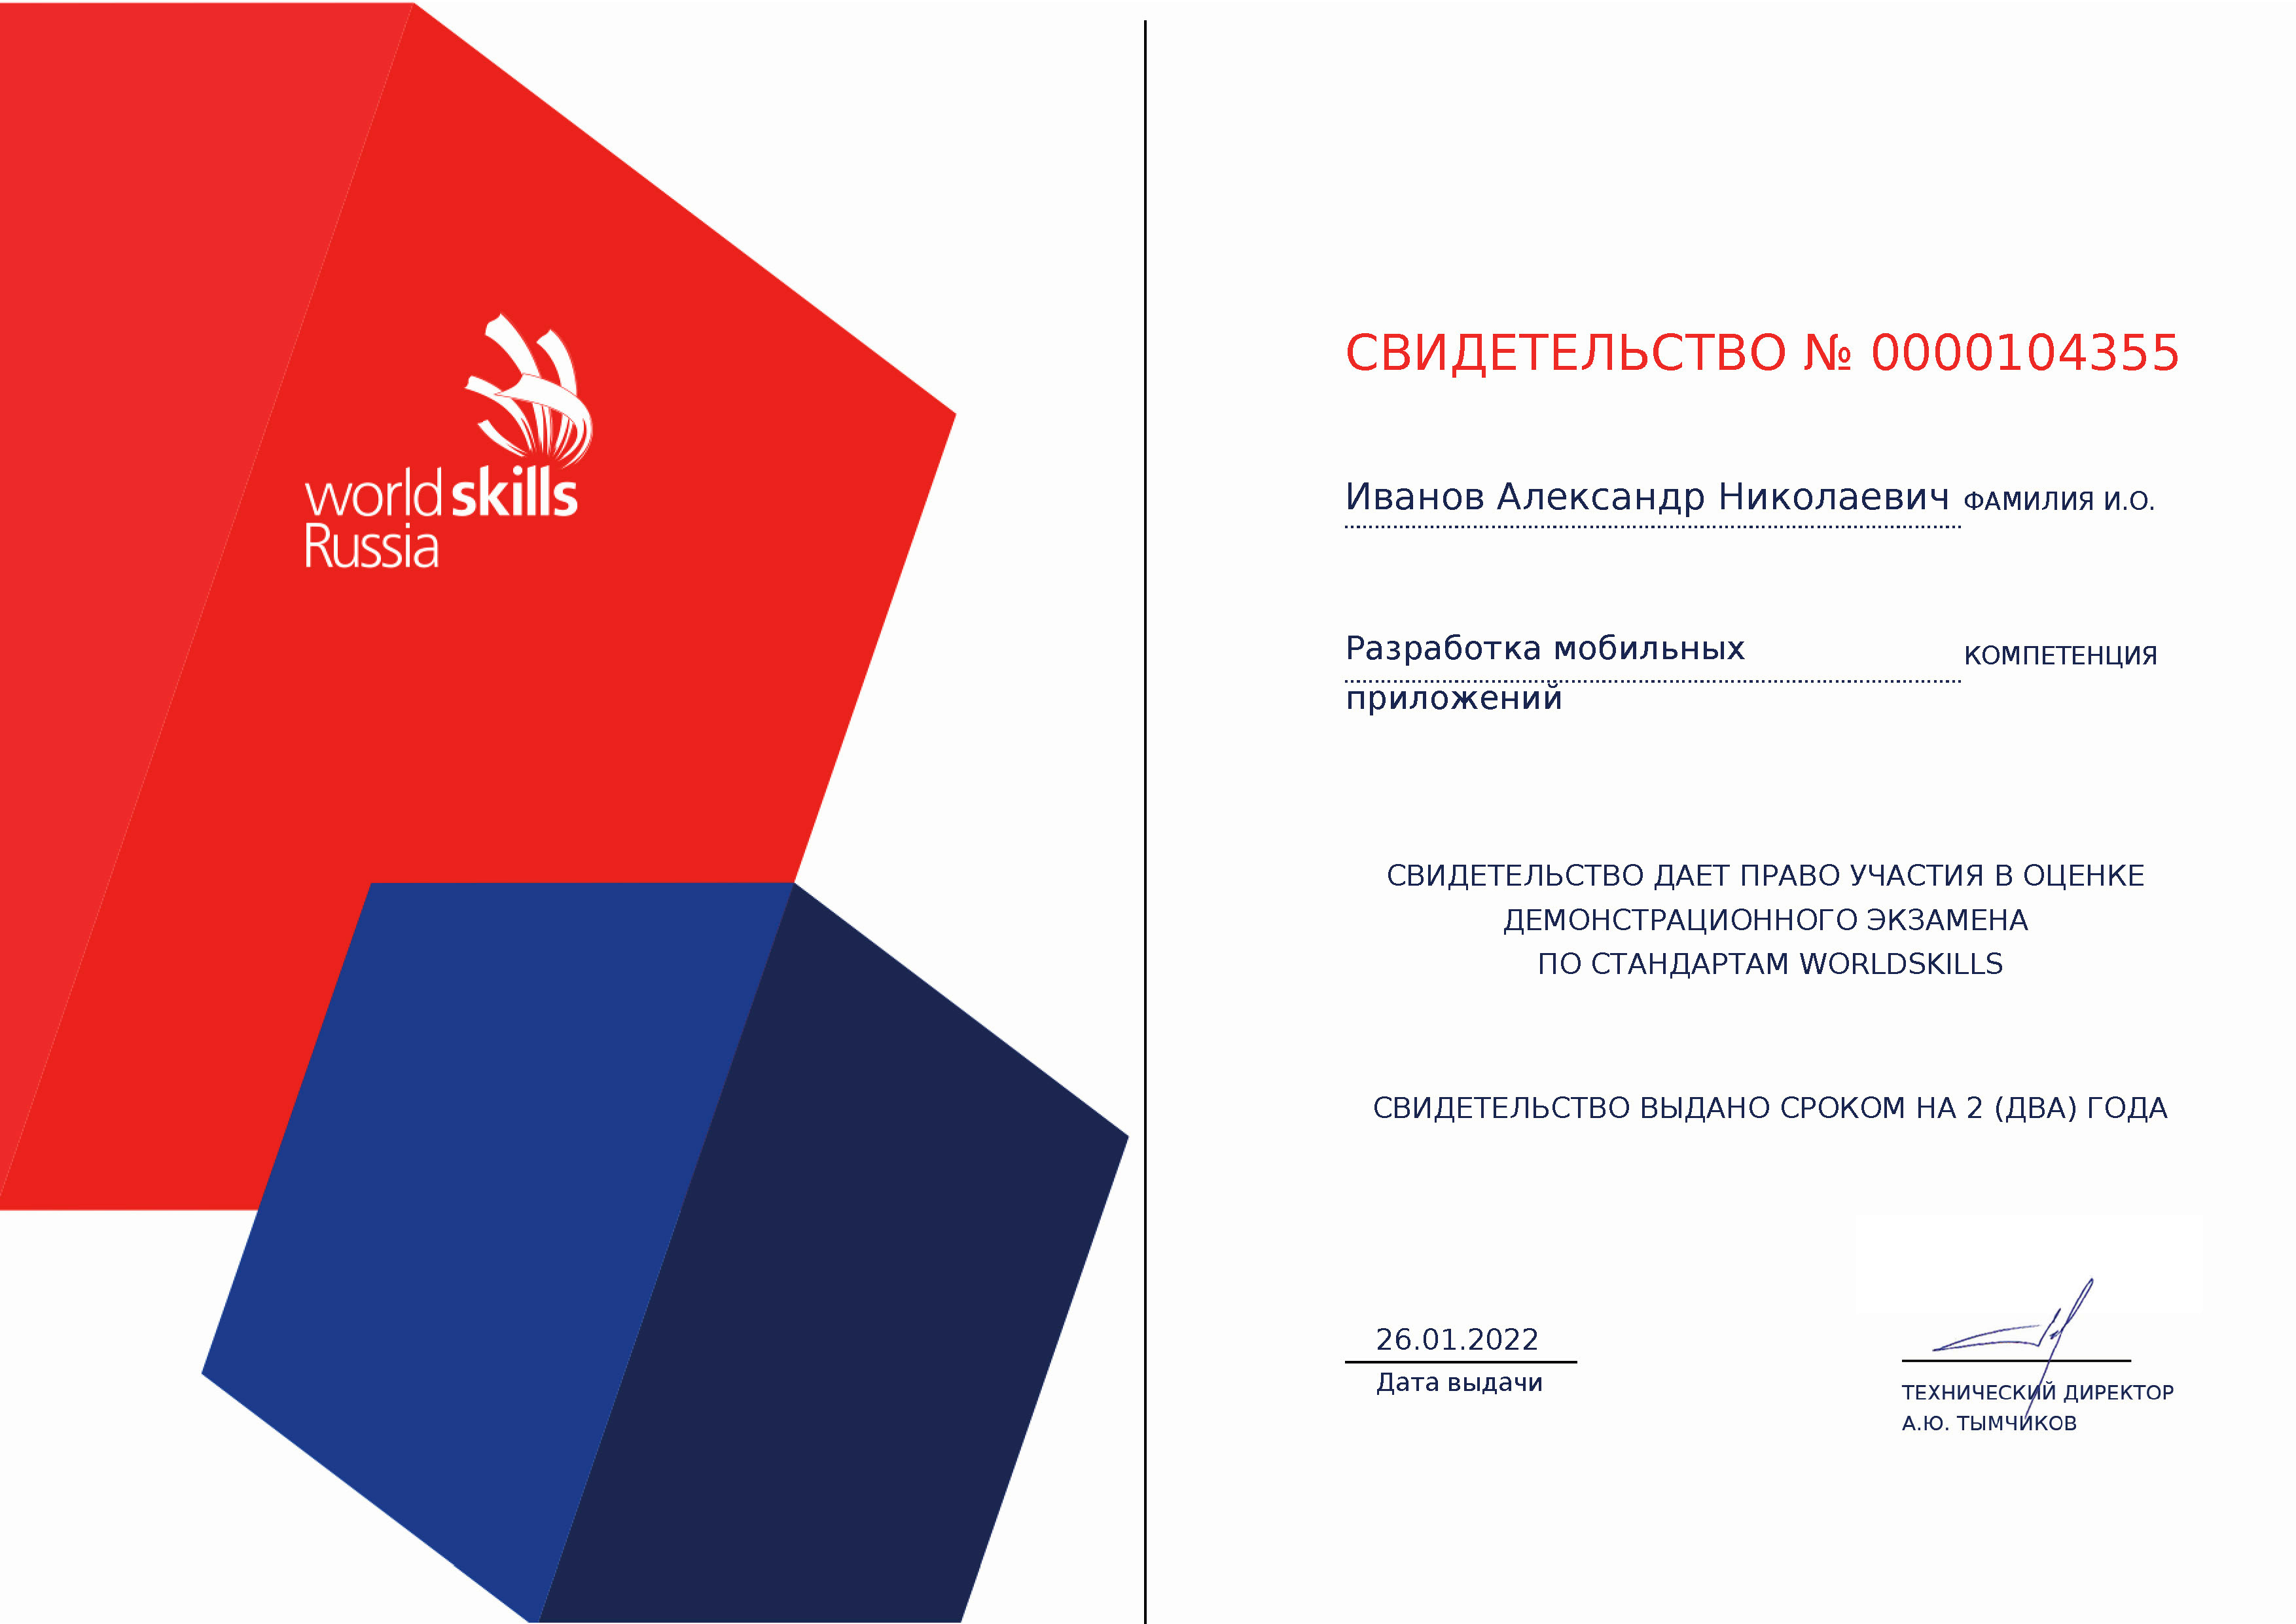 worldskills
Russia
СВИДЕТЕЛЬСТВО № 0000104355
Иванов Александр Николаевич ФАМИЛИЯ И.О.
Разработка мобильных КОМПЕТЕНЦИЯ
приложений
СВИДЕТЕЛЬСТВО ДАЕТ ПРАВО УЧАСТИЯ В ОЦЕНКЕ
ДЕМОНСТРАЦИОННОГО ЭКЗАМЕНА
ПО СТАНДАРТАМ WORLDSKILLS
СВИДЕТЕЛЬСТВО ВЫДАНО СРОКОМ НА 2 (ДВА) ГОДА
26.01.2022
Дата выдачи
ТЕХНИЧЕСКИЙ ДИРЕКТОР
А.Ю. ТЫМЧИКОВ